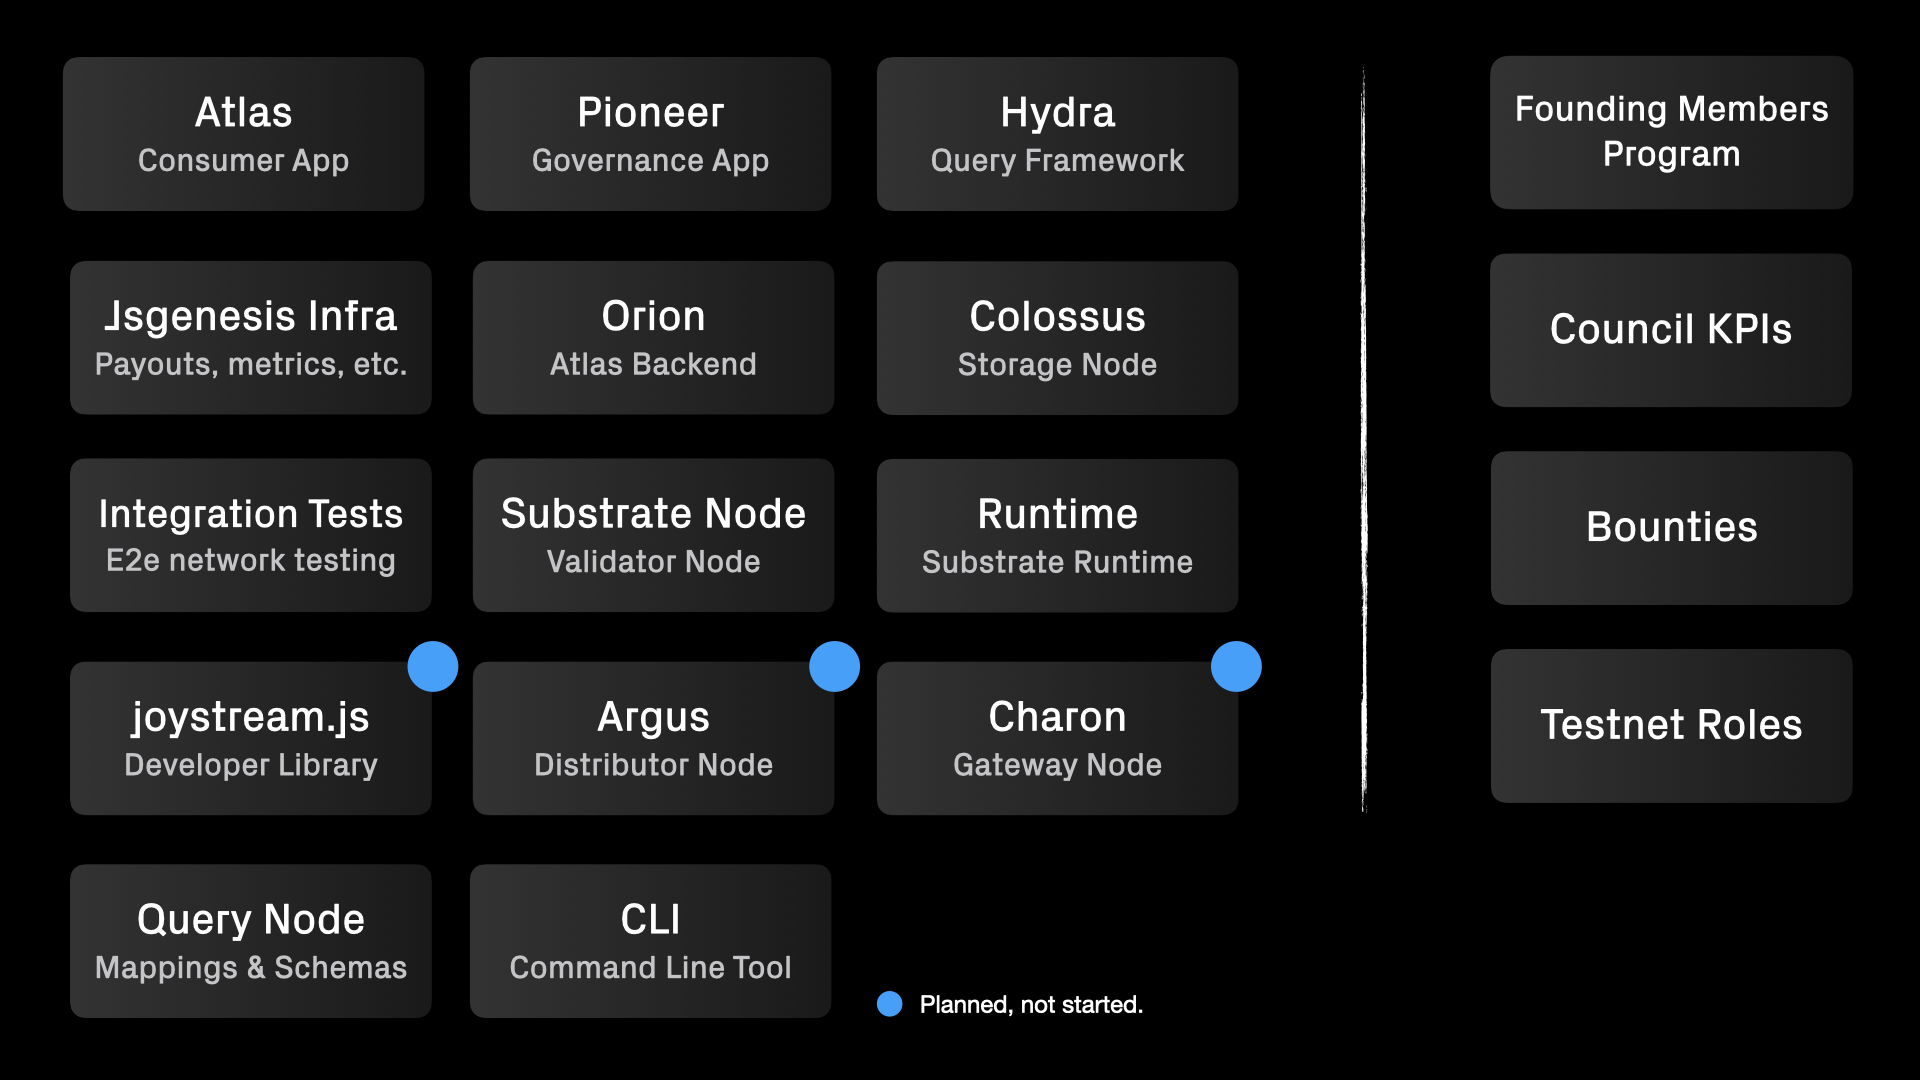 Atlas
Consumer App
Pioneer
Governance App
Hydra
Query Framework
Jsgenesis Infra
Payouts, metrics, etc.
Orion
Atlas Backend
Colossus
Storage Node
Integration Tests
E2e network testing
Substrate Node
Validator Node
Runtime
Substrate Runtime
joystream.js
Developer Library
Argus
Distributor Node
Charon
Gateway Node
Query Node
Mappings & Schemas
CLI
Command Line Tool
Planned, not started.
Founding Members
Program
Council KPIs
Bounties
Testnet Roles